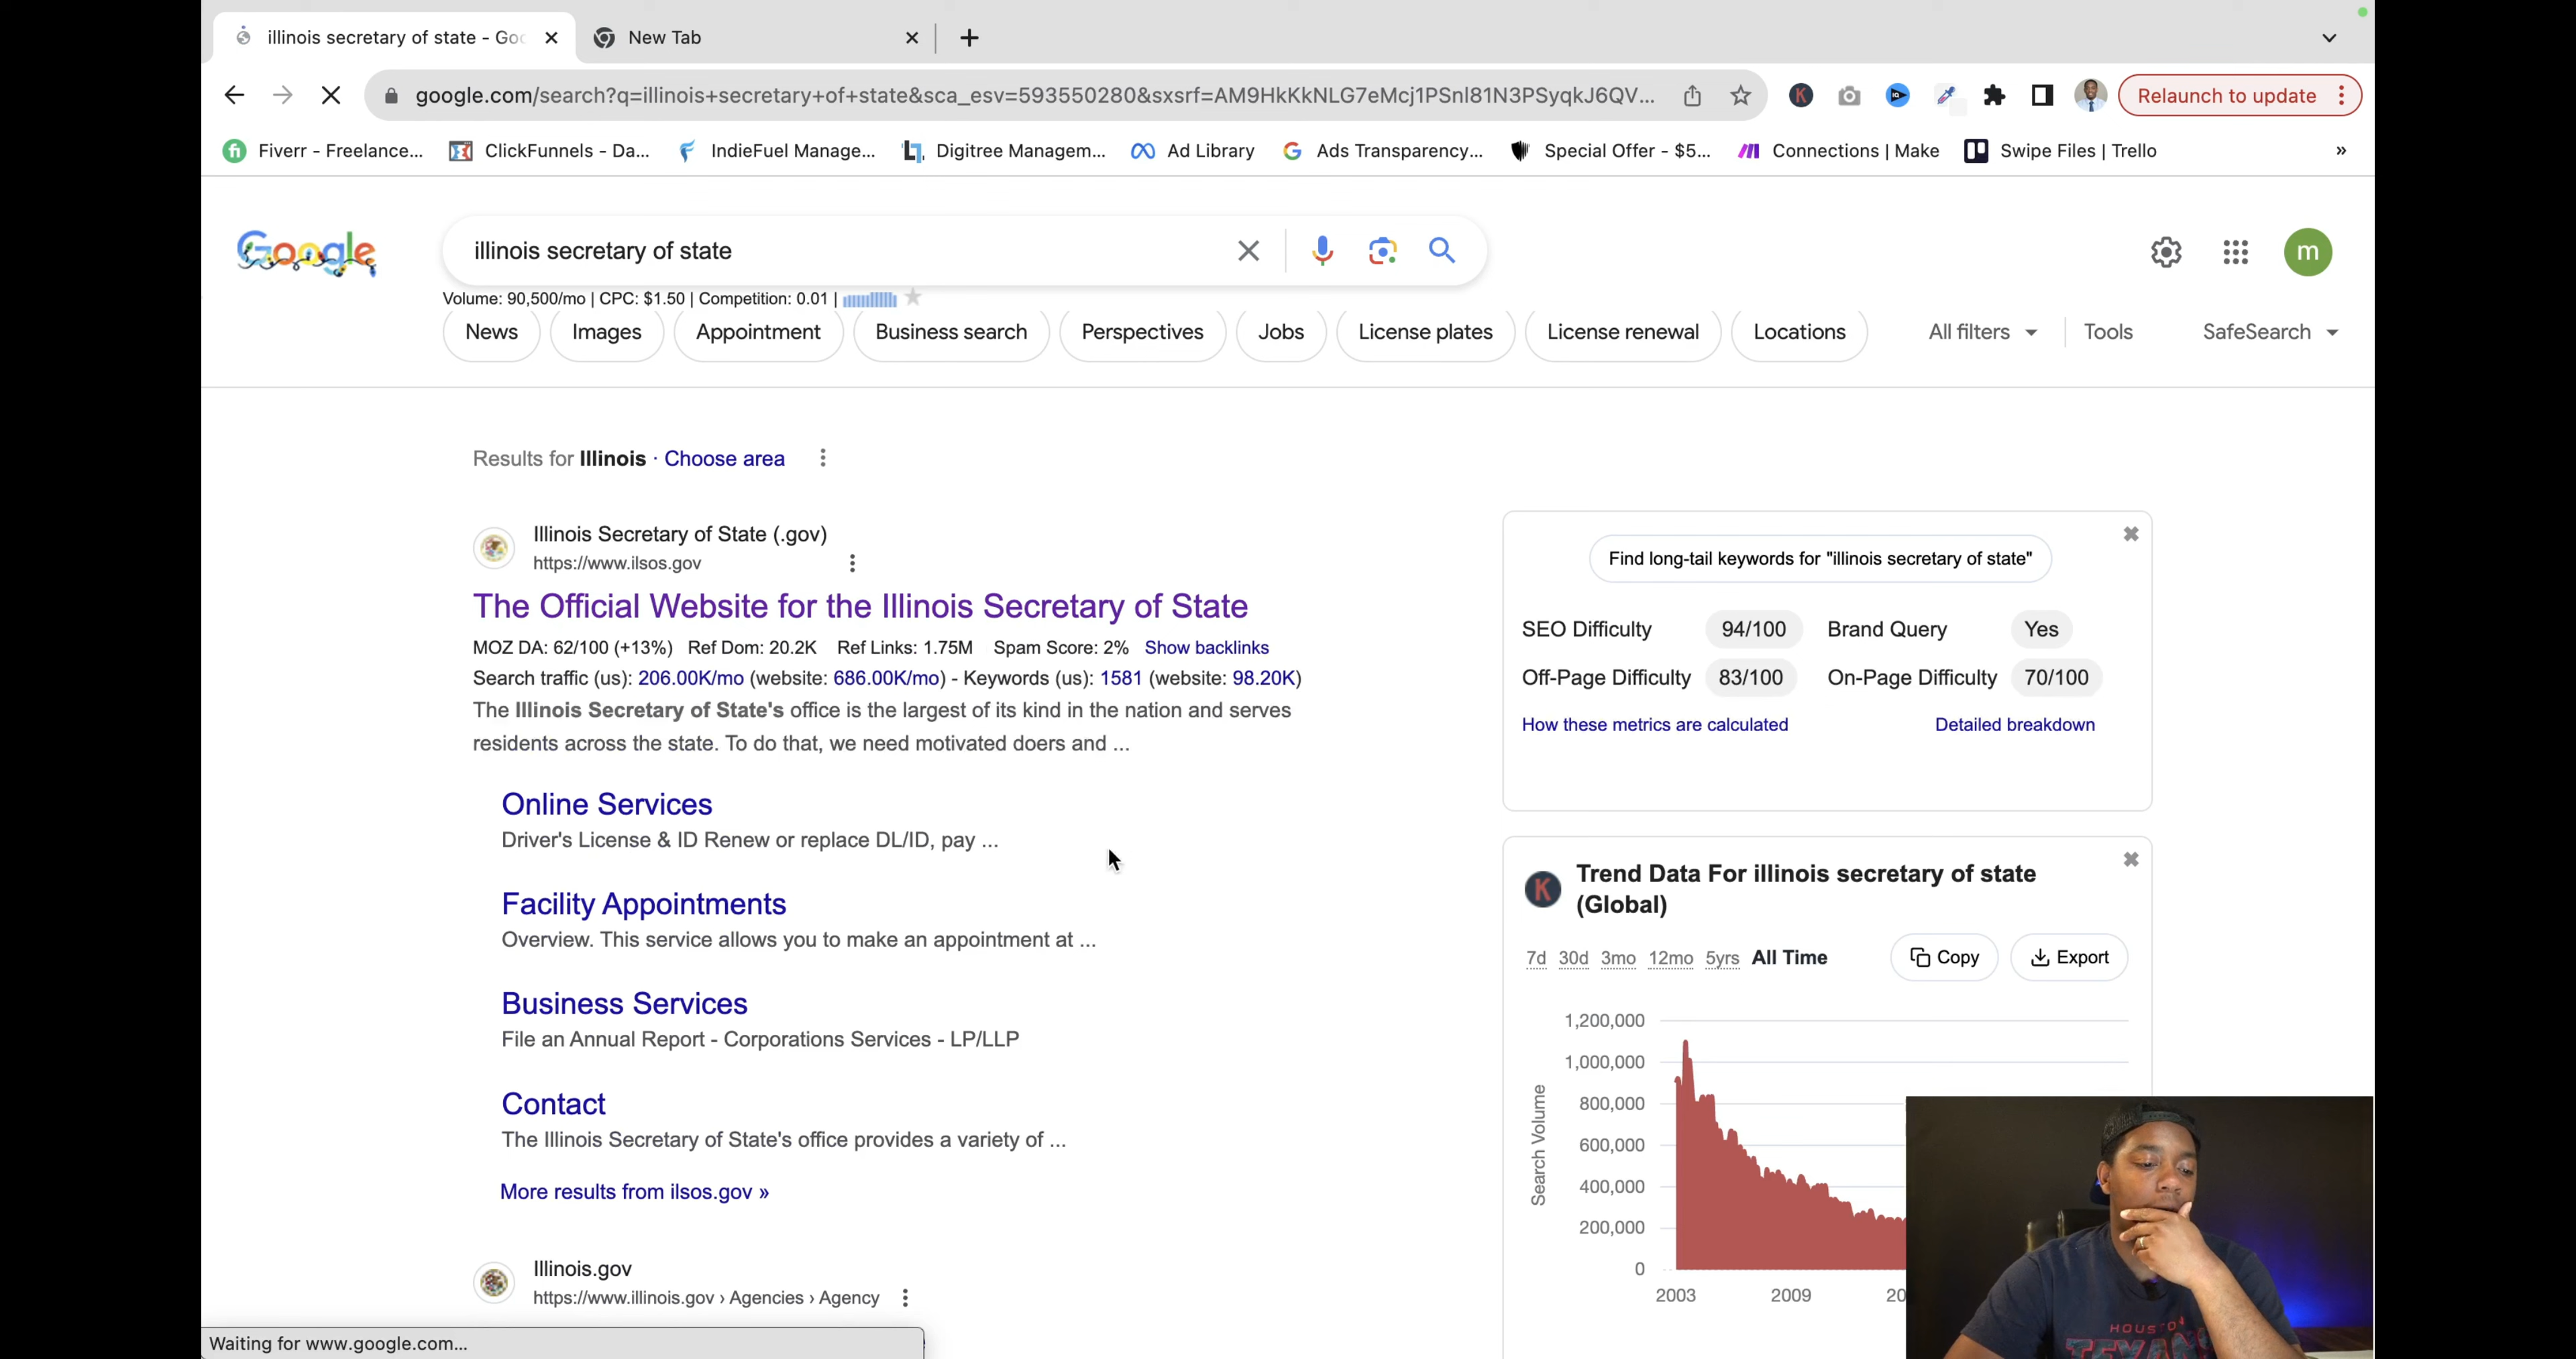 illinois secretary of state - Goo
New Tab
google.com/search?q=illinois+secretary+of+state&sca_esv=593550280&sxsrf=AM9HkKkNLG7eMcj1PSnl81N3PSyqkJ6QV...
Relaunch to update
Fiverr - Freelance... ClickFunnels - Da... IndieFuel Manage... Digitree Managem... Ad Library Ads Transparency... Special Offer - $5... Connections | Make Swipe Files | Trello »
Google
illinois secretary of state
m
Volume: 90,500/mo | CPC: $1.50 | Competition: 0.01 |
News Images Appointment Business search Perspectives Jobs License plates License renewal Locations All filters Tools SafeSearch
Results for Illinois · Choose area
Illinois Secretary of State (.gov)
https://www.ilsos.gov
The Official Website for the Illinois Secretary of State
MOZ DA: 62/100 (+13%) Ref Dom: 20.2K Ref Links: 1.75M Spam Score: 2% Show backlinks
Search traffic (us): 206.00K/mo (website: 686.00K/mo) - Keywords (us): 1581 (website: 98.20K)
The Illinois Secretary of State's office is the largest of its kind in the nation and serves
residents across the state. To do that, we need motivated doers and ...
Online Services
Driver's License & ID Renew or replace DL/ID, pay ...
Facility Appointments
Overview. This service allows you to make an appointment at ...
Business Services
File an Annual Report - Corporations Services - LP/LLP
Contact
The Illinois Secretary of State's office provides a variety of ...
More results from ilsos.gov »
Illinois.gov
https://www.illinois.gov › Agencies › Agency
Waiting for www.google.com...
Find long-tail keywords for "illinois secretary of state"
SEO Difficulty 94/100 Brand Query Yes
Off-Page Difficulty 83/100 On-Page Difficulty 70/100
How these metrics are calculated Detailed breakdown
K
Trend Data For illinois secretary of state
(Global)
7d 30d 3mo 12mo 5yrs All Time Copy Export
Search Volume
1,200,000
1,000,000
800,000
600,000
400,000
200,000
0
2003 2009 20
HOUSTON
TEXANS